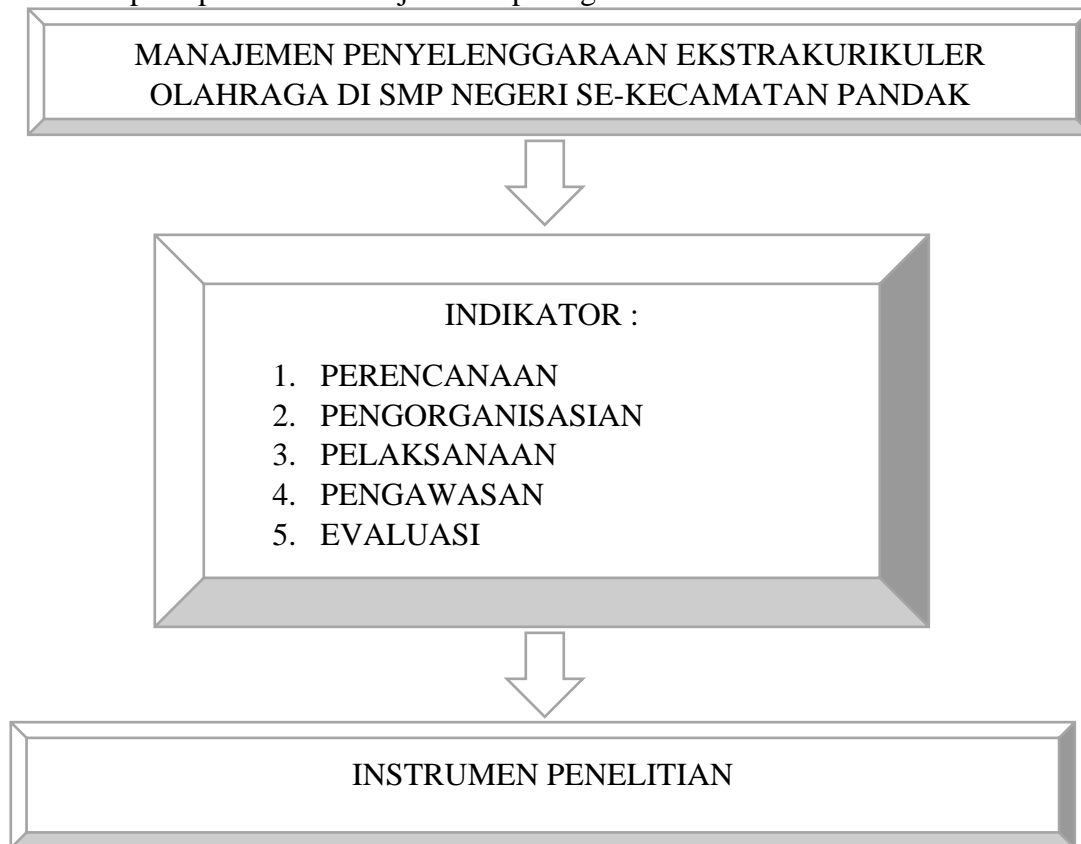 MANAJEMEN PENYELENGGARAAN EKSTRAKURIKULER
OLAHRAGA DI SMP NEGERI SE-KECAMATAN PANDAK
INDIKATOR :
1. PERENCANAAN
2. PENGORGANISASIAN
3. PELAKSANAAN
4. PENGAWASAN
5. EVALUASI
INSTRUMEN PENELITIAN